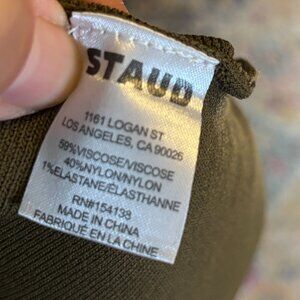 STAUD
1161 LOGAN ST
LOS ANGELES, CA 90026
59%VISCOSE/VISCOSE
40%NYLON/NYLON
1%ELASTANE/ÉLASTHANNE
RN#154138
MADE IN CHINA
FABRIQUÉ EN LA CHINE